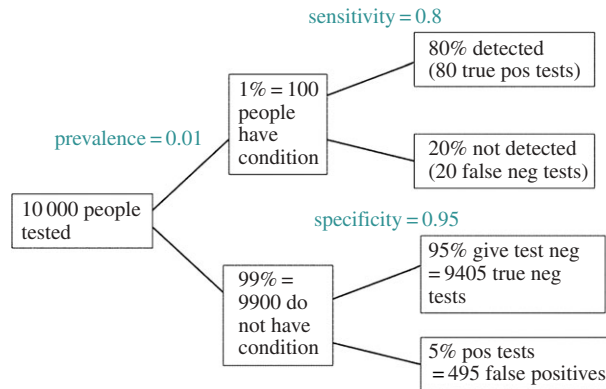 sensitivity = 0.8
80% detected
(80 true pos tests)
1% = 100
people
have
condition
prevalence = 0.01
20% not detected
(20 false neg tests)
10 000 people
tested
specificity = 0.95
95% give test neg
= 9405 true neg
tests
99% =
9900 do
not have
condition
5% pos tests
= 495 false positives